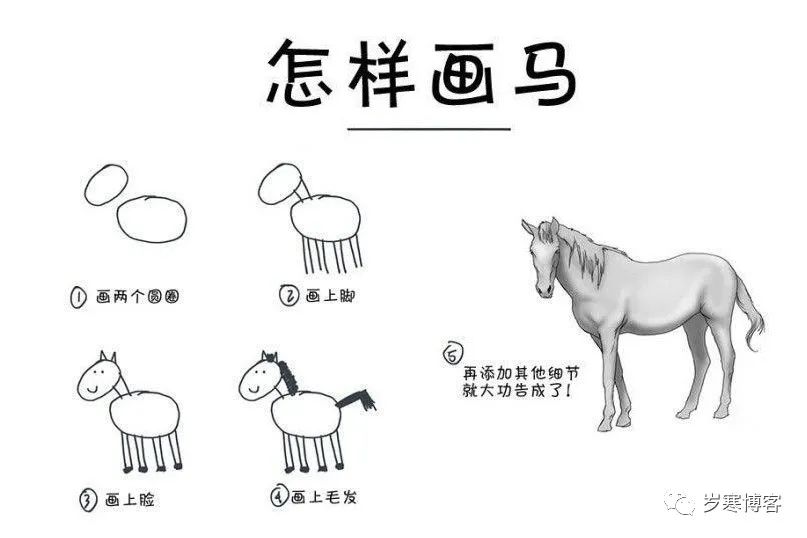 怎样画马
① 画两个圆圈
② 画上脚
③ 画上脸
④ 画上毛发
⑤
再添加其他细节
就大功告成了!
岁寒博客